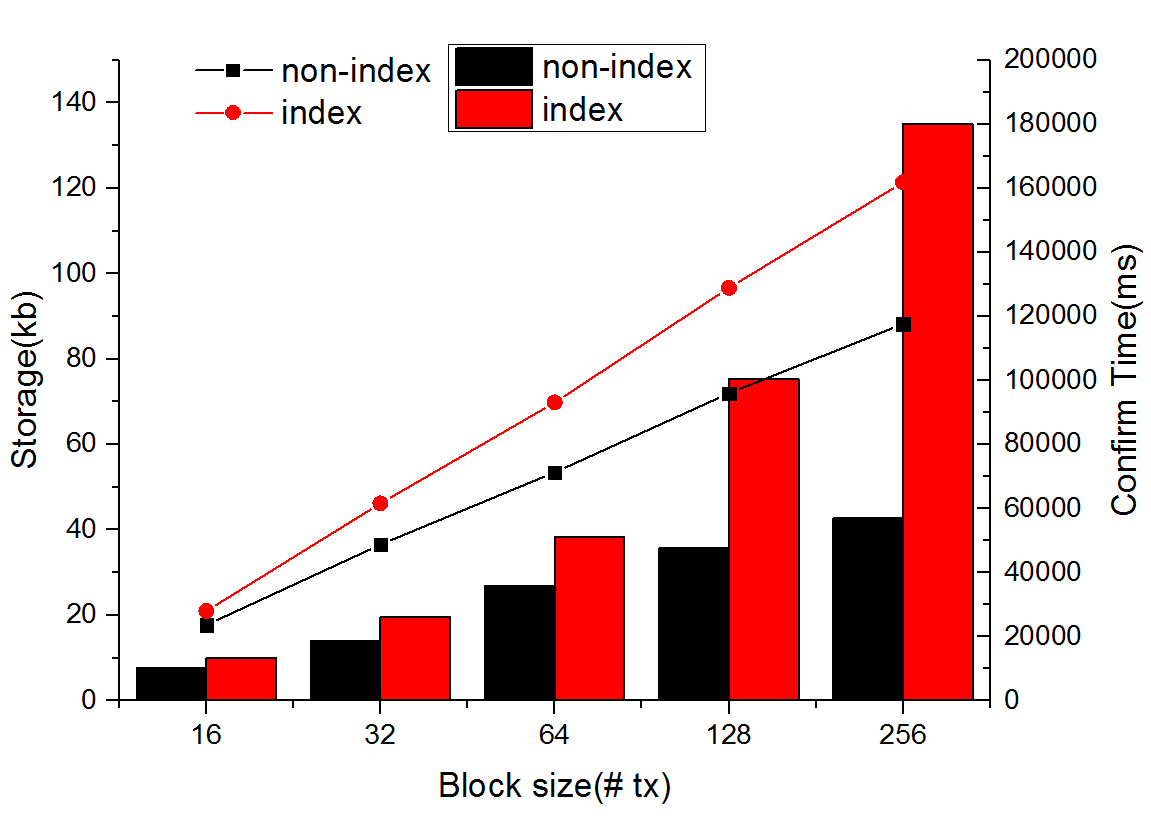 non-index
index
non-index
index
Storage(kb)
140
120
100
80
60
40
20
0
200000
180000
160000
140000
120000
100000
80000
60000
40000
20000
0
Confirm Time(ms)
16 32 64 128 256
Block size(# tx)